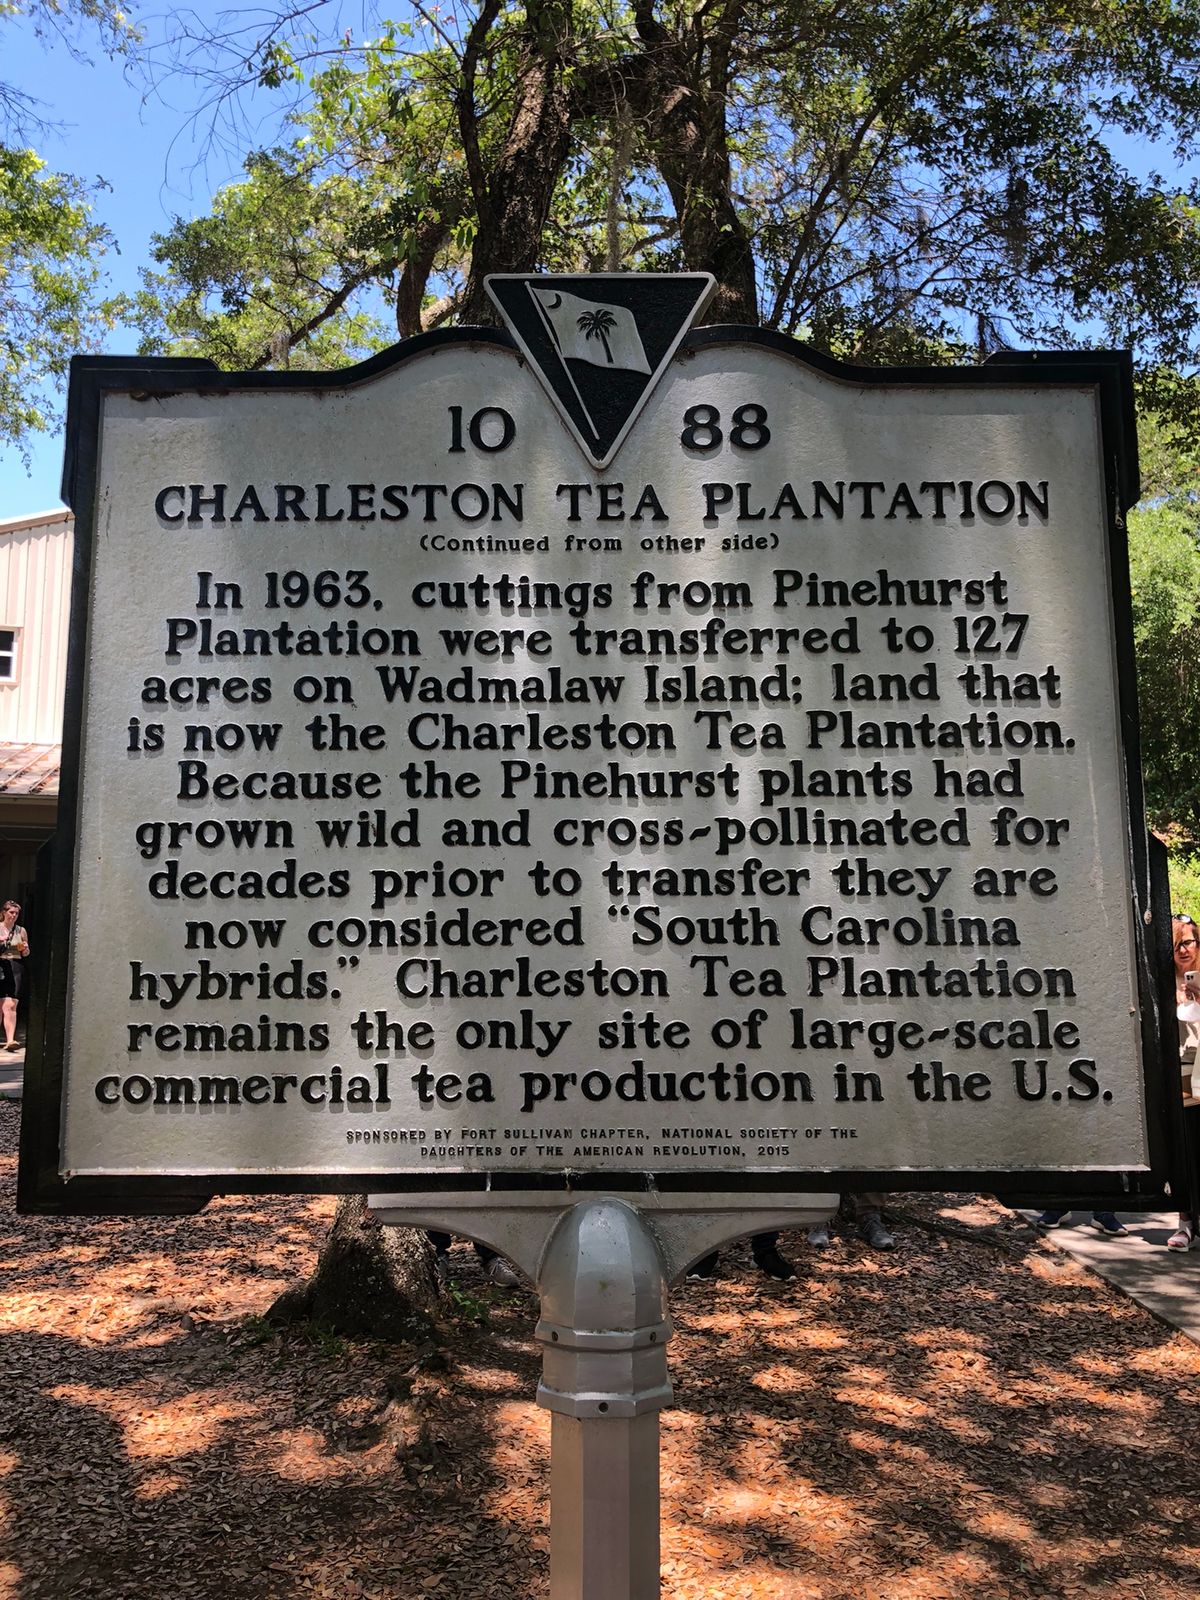 10 88
CHARLESTON TEA PLANTATION
(Continued from other side)
In 1963, cuttings from Pinehurst
Plantation were transferred to 127
acres on Wadmalaw Island; land that
is now the Charleston Tea Plantation.
Because the Pinehurst plants had
grown wild and cross-pollinated for
decades prior to transfer they are
now considered "South Carolina
hybrids." Charleston Tea Plantation
remains the only site of large-scale
commercial tea production in the U.S.
SPONSORED BY FORT SULLIVAN CHAPTER, NATIONAL SOCIETY OF THE
DAUGHTERS OF THE AMERICAN REVOLUTION, 2015